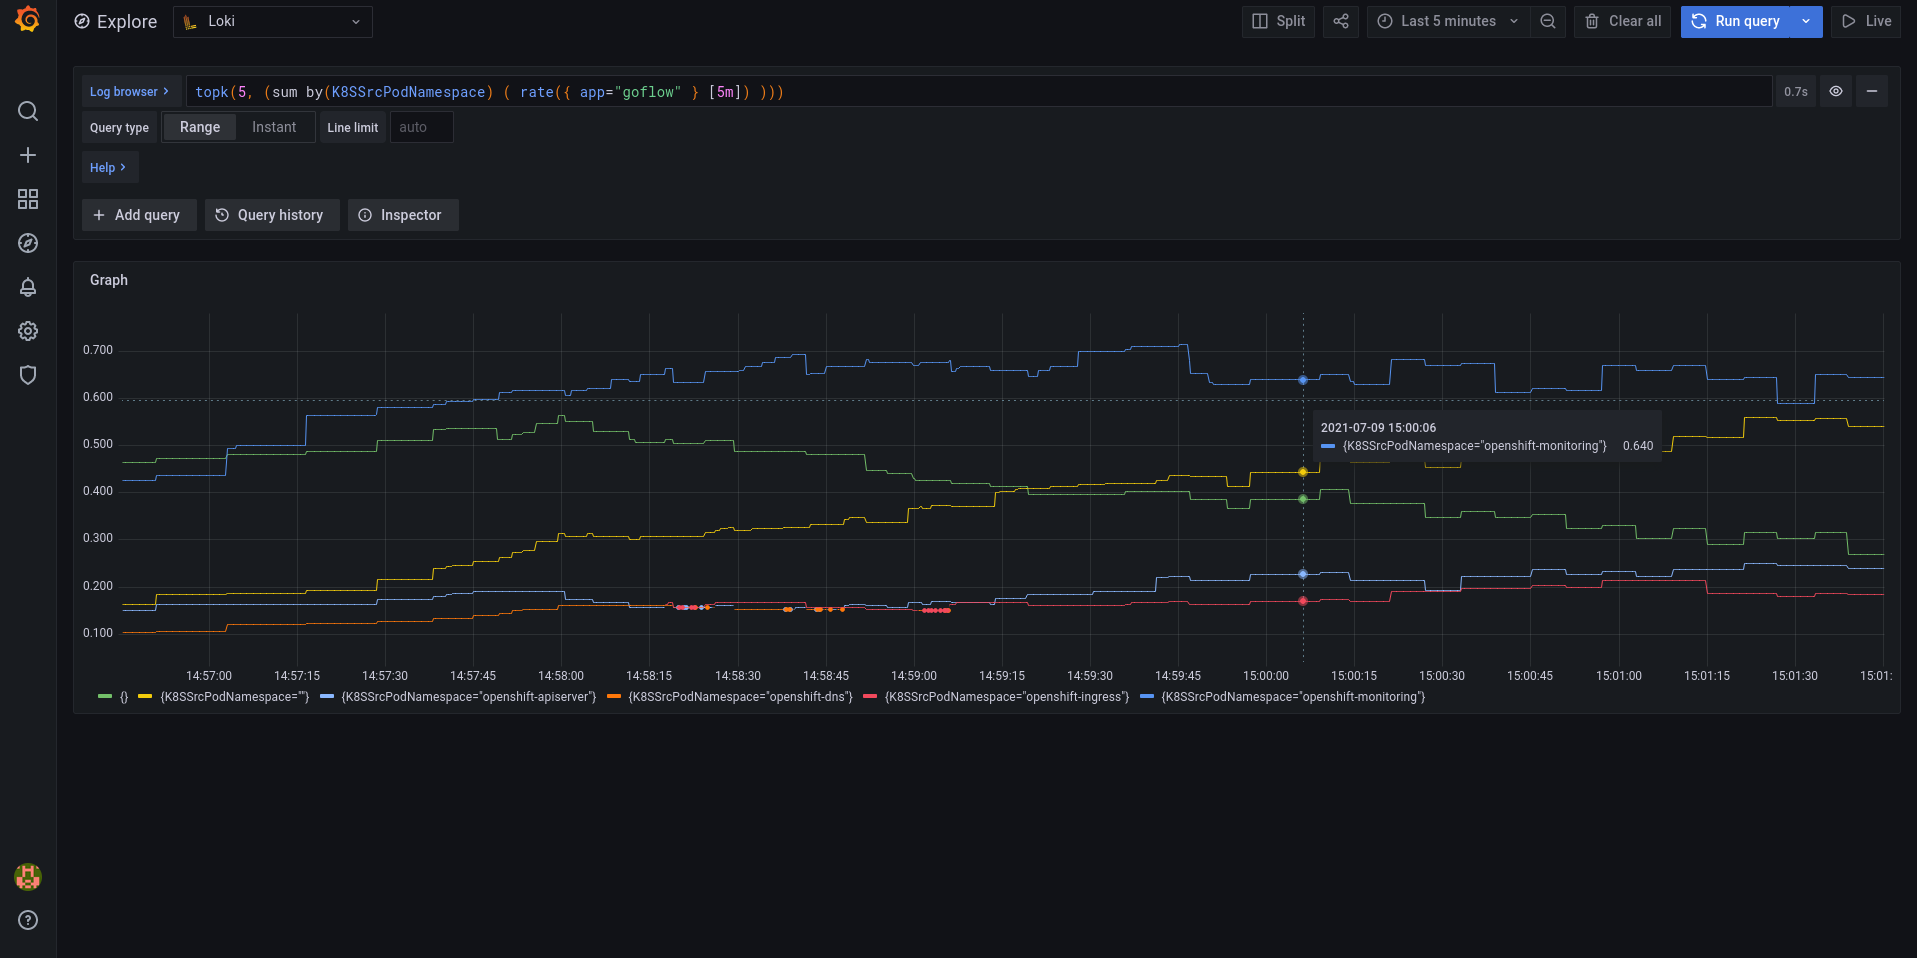 Explore Loki Split Last 5 minutes Clear all Run query Live
Log browser topk(5, (sum by(K8SSrcPodNamespace) ( rate({ app="goflow" } [5m]) ))) 0.7s
Query type Range Instant Line limit auto
Help
Add query Query history Inspector
Graph
0.700
0.600
0.500
0.400
0.300
0.200
0.100
2021-07-09 15:00:06
{K8SSrcPodNamespace="openshift-monitoring"} 0.640
14:57:00 14:57:15 14:57:30 14:57:45 14:58:00 14:58:15 14:58:30 14:58:45 14:59:00 14:59:15 14:59:30 14:59:45 15:00:00 15:00:15 15:00:30 15:00:45 15:01:00 15:01:15 15:01:30 15:01:
{} {K8SSrcPodNamespace=""} {K8SSrcPodNamespace="openshift-apiserver"} {K8SSrcPodNamespace="openshift-dns"} {K8SSrcPodNamespace="openshift-ingress"} {K8SSrcPodNamespace="openshift-monitoring"}